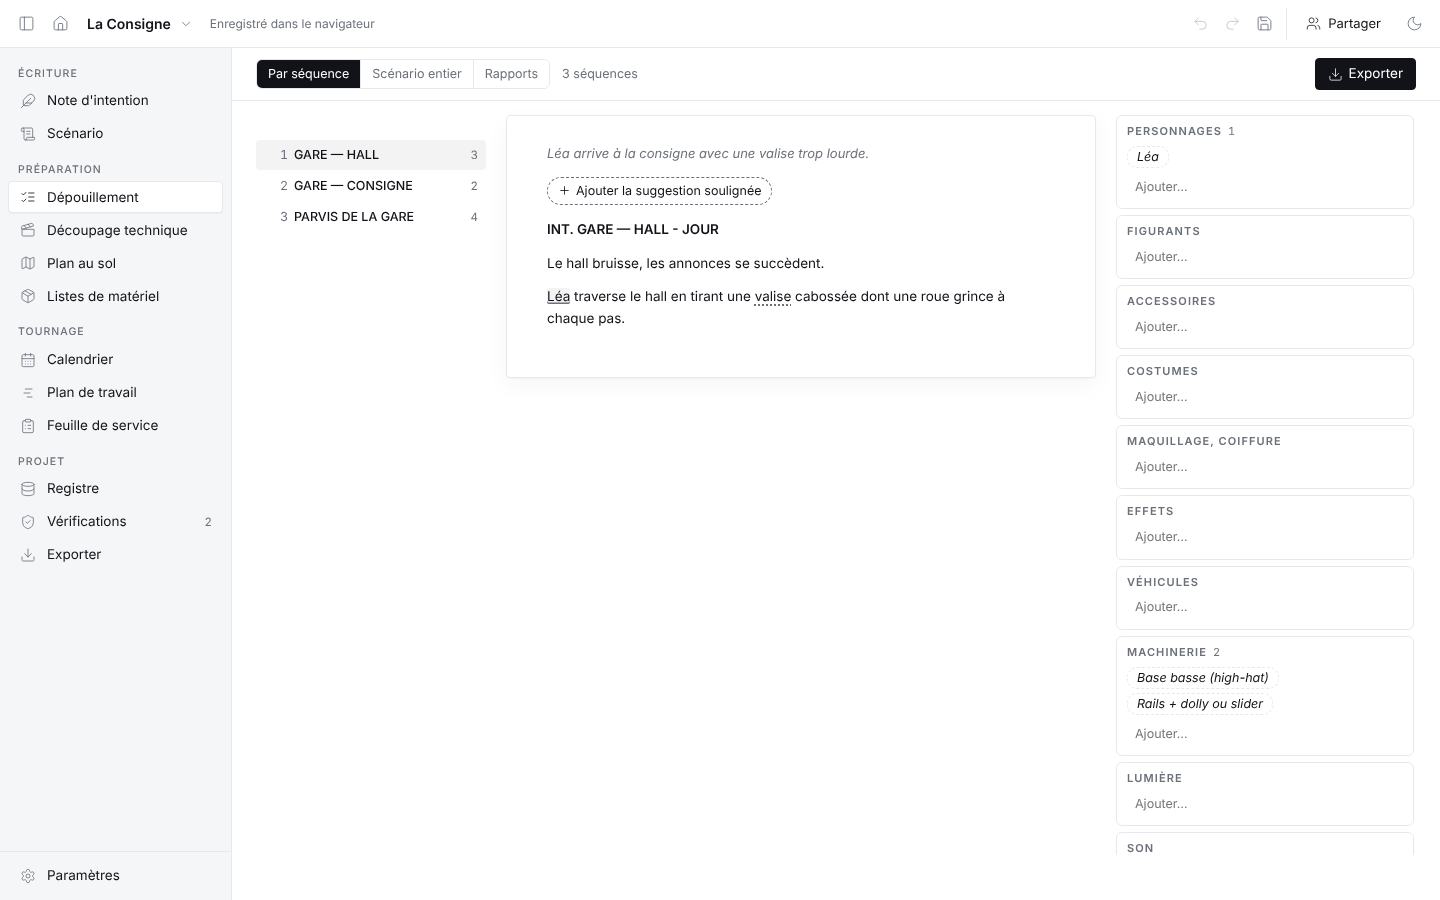 La Consigne
Enregistré dans le navigateur
Partager
ÉCRITURE
Note d'intention
Scénario
PRÉPARATION
Dépouillement
Découpage technique
Plan au sol
Listes de matériel
TOURNAGE
Calendrier
Plan de travail
Feuille de service
PROJET
Registre
Vérifications 2
Exporter
Paramètres
Par séquence
Scénario entier
Rapports
3 séquences
Exporter
1 GARE — HALL 3
2 GARE — CONSIGNE 2
3 PARVIS DE LA GARE 4
Léa arrive à la consigne avec une valise trop lourde.
+ Ajouter la suggestion soulignée
INT. GARE — HALL - JOUR
Le hall bruisse, les annonces se succèdent.
Léa traverse le hall en tirant une valise cabossée dont une roue grince à
chaque pas.
PERSONNAGES 1
Léa
Ajouter...
FIGURANTS
Ajouter...
ACCESSOIRES
Ajouter...
COSTUMES
Ajouter...
MAQUILLAGE, COIFFURE
Ajouter...
EFFETS
Ajouter...
VÉHICULES
Ajouter...
MACHINERIE 2
Base basse (high-hat)
Rails + dolly ou slider
Ajouter...
LUMIÈRE
Ajouter...
SON